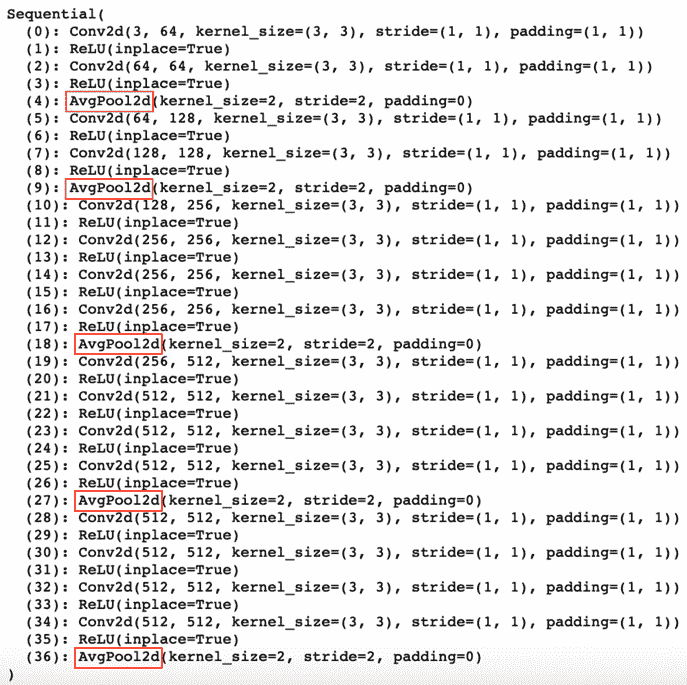 Sequential(
(0): Conv2d(3, 64, kernel_size=(3, 3), stride=(1, 1), padding=(1, 1))
(1): ReLU(inplace=True)
(2): Conv2d(64, 64, kernel_size=(3, 3), stride=(1, 1), padding=(1, 1))
(3): ReLU(inplace=True)
(4): AvgPool2d(kernel_size=2, stride=2, padding=0)
(5): Conv2d(64, 128, kernel_size=(3, 3), stride=(1, 1), padding=(1, 1))
(6): ReLU(inplace=True)
(7): Conv2d(128, 128, kernel_size=(3, 3), stride=(1, 1), padding=(1, 1))
(8): ReLU(inplace=True)
(9): AvgPool2d(kernel_size=2, stride=2, padding=0)
(10): Conv2d(128, 256, kernel_size=(3, 3), stride=(1, 1), padding=(1, 1))
(11): ReLU(inplace=True)
(12): Conv2d(256, 256, kernel_size=(3, 3), stride=(1, 1), padding=(1, 1))
(13): ReLU(inplace=True)
(14): Conv2d(256, 256, kernel_size=(3, 3), stride=(1, 1), padding=(1, 1))
(15): ReLU(inplace=True)
(16): Conv2d(256, 256, kernel_size=(3, 3), stride=(1, 1), padding=(1, 1))
(17): ReLU(inplace=True)
(18): AvgPool2d(kernel_size=2, stride=2, padding=0)
(19): Conv2d(256, 512, kernel_size=(3, 3), stride=(1, 1), padding=(1, 1))
(20): ReLU(inplace=True)
(21): Conv2d(512, 512, kernel_size=(3, 3), stride=(1, 1), padding=(1, 1))
(22): ReLU(inplace=True)
(23): Conv2d(512, 512, kernel_size=(3, 3), stride=(1, 1), padding=(1, 1))
(24): ReLU(inplace=True)
(25): Conv2d(512, 512, kernel_size=(3, 3), stride=(1, 1), padding=(1, 1))
(26): ReLU(inplace=True)
(27): AvgPool2d(kernel_size=2, stride=2, padding=0)
(28): Conv2d(512, 512, kernel_size=(3, 3), stride=(1, 1), padding=(1, 1))
(29): ReLU(inplace=True)
(30): Conv2d(512, 512, kernel_size=(3, 3), stride=(1, 1), padding=(1, 1))
(31): ReLU(inplace=True)
(32): Conv2d(512, 512, kernel_size=(3, 3), stride=(1, 1), padding=(1, 1))
(33): ReLU(inplace=True)
(34): Conv2d(512, 512, kernel_size=(3, 3), stride=(1, 1), padding=(1, 1))
(35): ReLU(inplace=True)
(36): AvgPool2d(kernel_size=2, stride=2, padding=0)
)